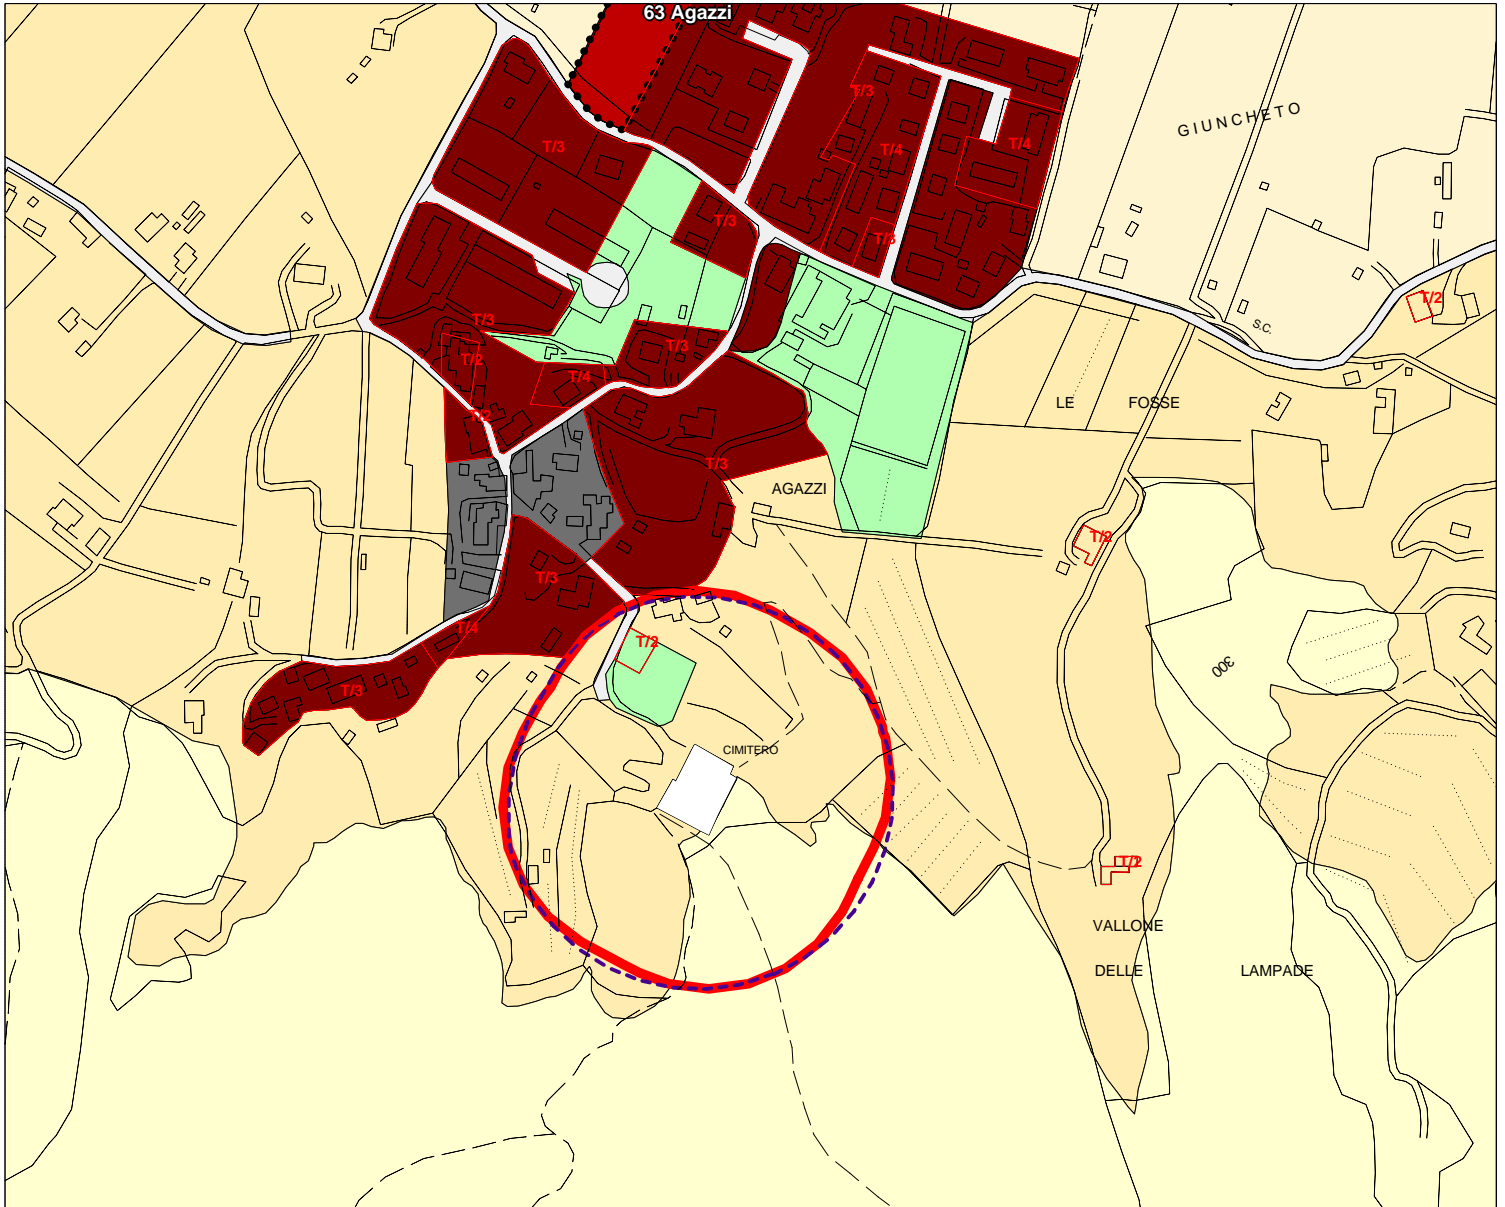 63 Agazzi
T/3
GIUNCHETO
T/3
T/4
T/4
T/3
T/3
T/2
T/3
S.C.
T/3
T/2
T/4
T/2
LE FOSSE
T/3
AGAZZI
T/2
T/3
T/4
T/2
300
T/3
CIMITERO
T/2
VALLONE
DELLE LAMPADE